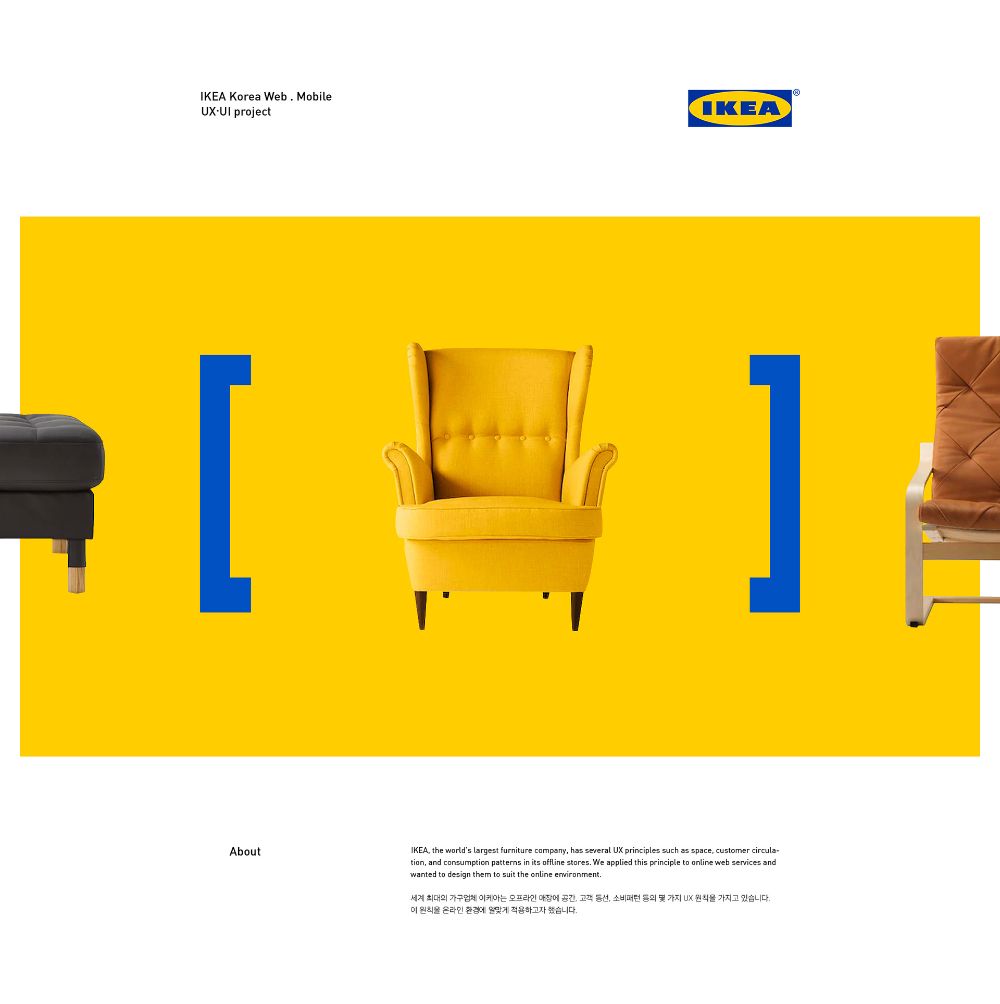 IKEA Korea Web . Mobile
UX·UI project
IKEA®
About
IKEA, the world's largest furniture company, has several UX principles such as space, customer circula-
tion, and consumption patterns in its offline stores. We applied this principle to online web services and
wanted to design them to suit the online environment.
세계 최대의 가구업체 이케아는 오프라인 매장에 공간, 고객 동선, 소비패턴 등의 몇 가지 UX 원칙을 가지고 있습니다.
이 원칙을 온라인 환경에 알맞게 적용하고자 했습니다.